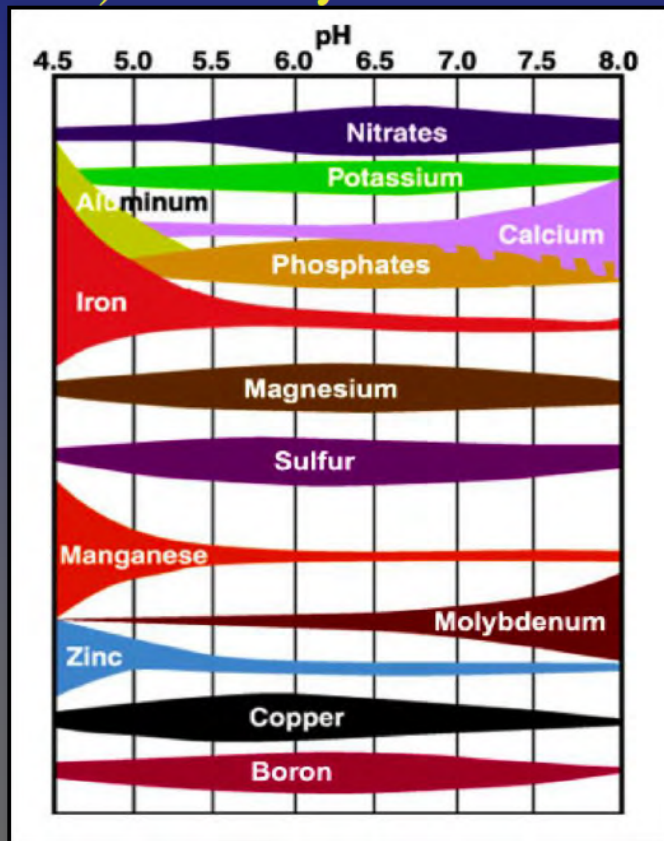 pH
4.5 5.0 5.5 6.0 6.5 7.0 7.5 8.0
Nitrates
Potassium
Aluminum
Calcium
Phosphates
Iron
Magnesium
Sulfur
Manganese
Molybdenum
Zinc
Copper
Boron